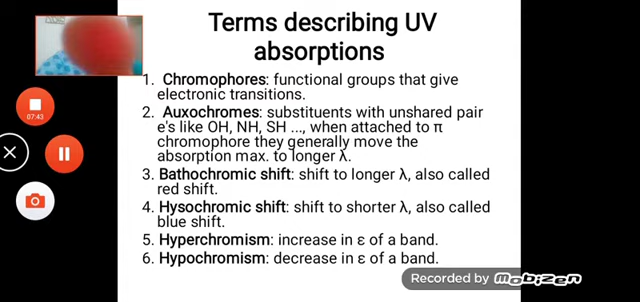 Terms describing UV
absorptions
1. Chromophores: functional groups that give
electronic transitions.
2. Auxochromes: substituents with unshared pair
e's like OH, NH, SH ..., when attached to π
chromophore they generally move the
absorption max. to longer λ.
3. Bathochromic shift: shift to longer λ, also called
red shift.
4. Hysochromic shift: shift to shorter λ, also called
blue shift.
5. Hyperchromism: increase in ε of a band.
6. Hypochromism: decrease in ε of a band.
07:43
Recorded by Mobizen